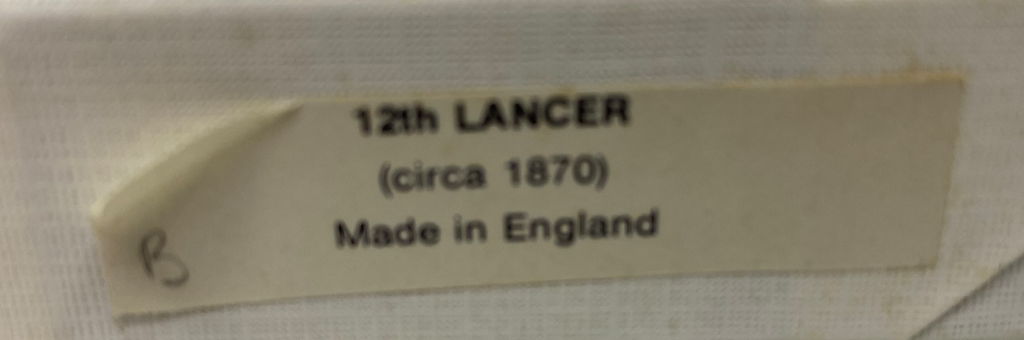 12th LANCER
(circa 1870)
Made in England
B